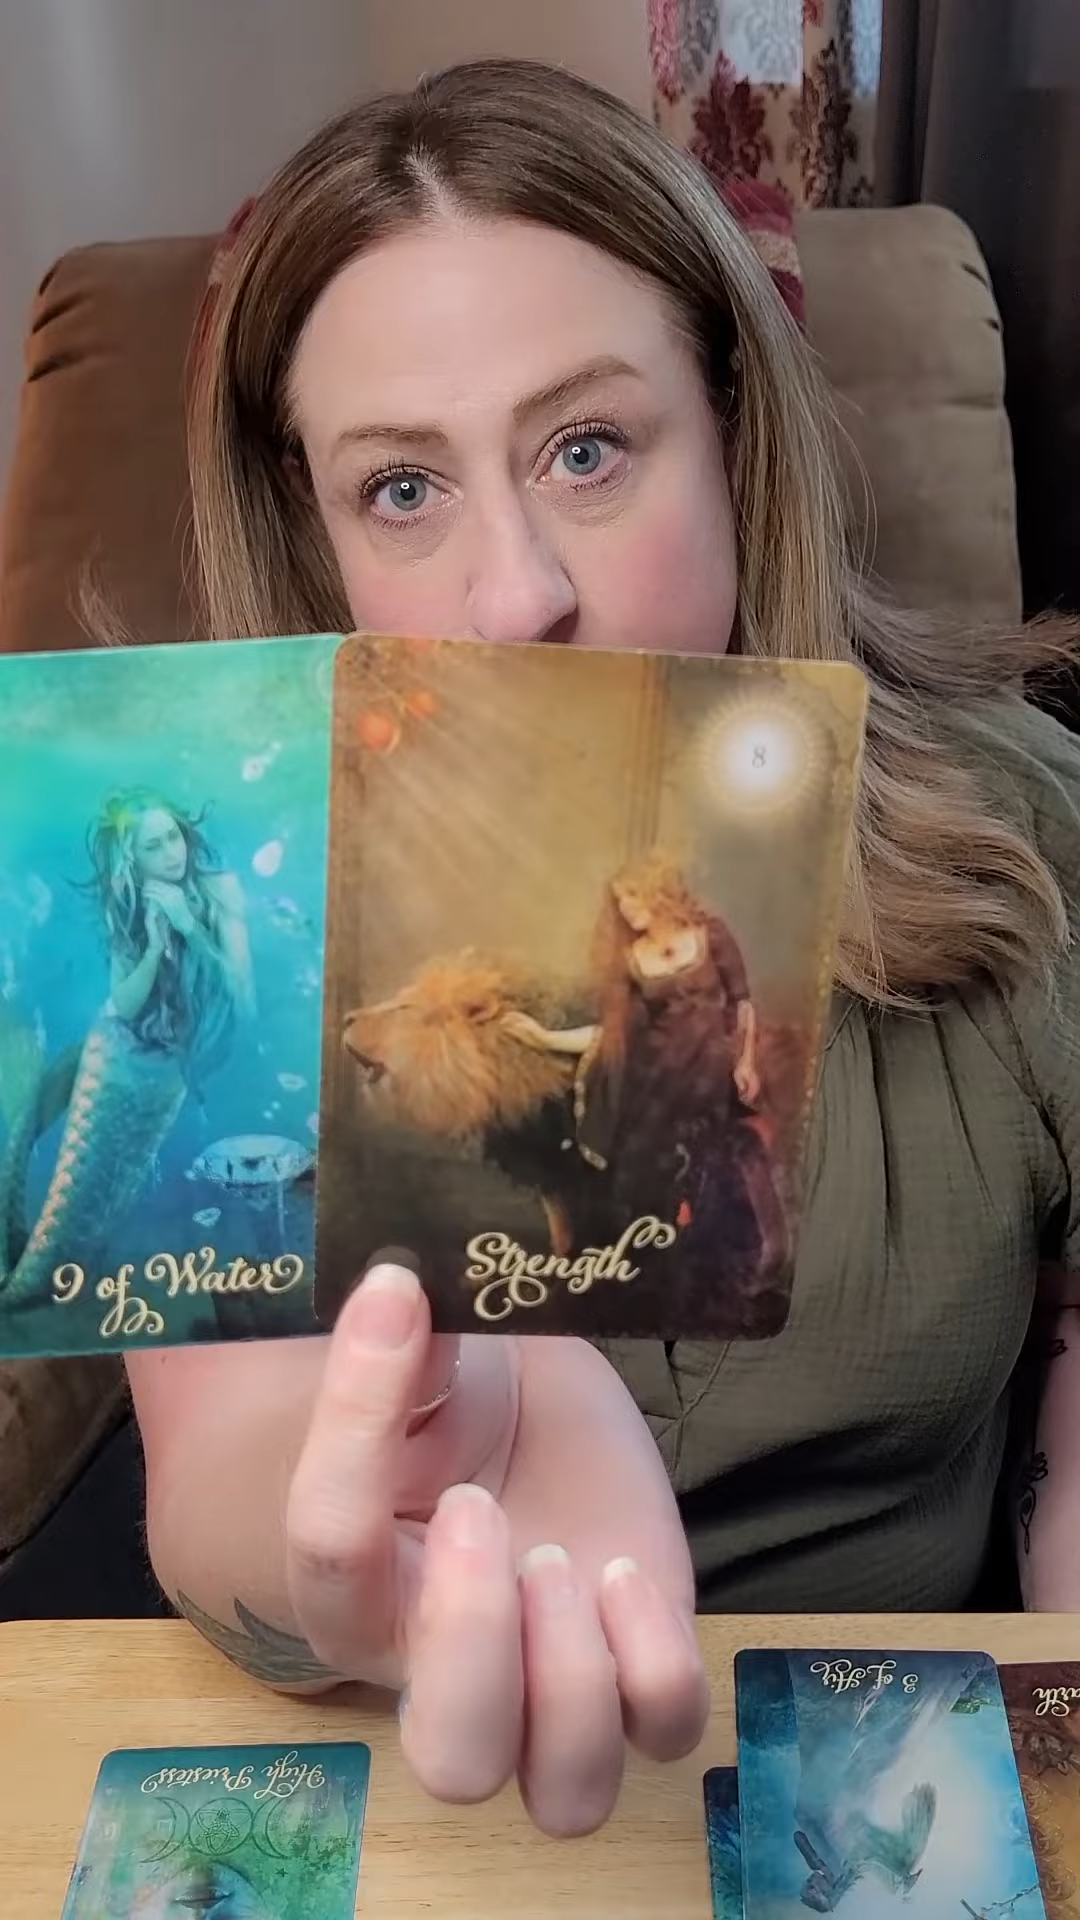 8
9 of Water
Strength
3 of Air
High Priestess